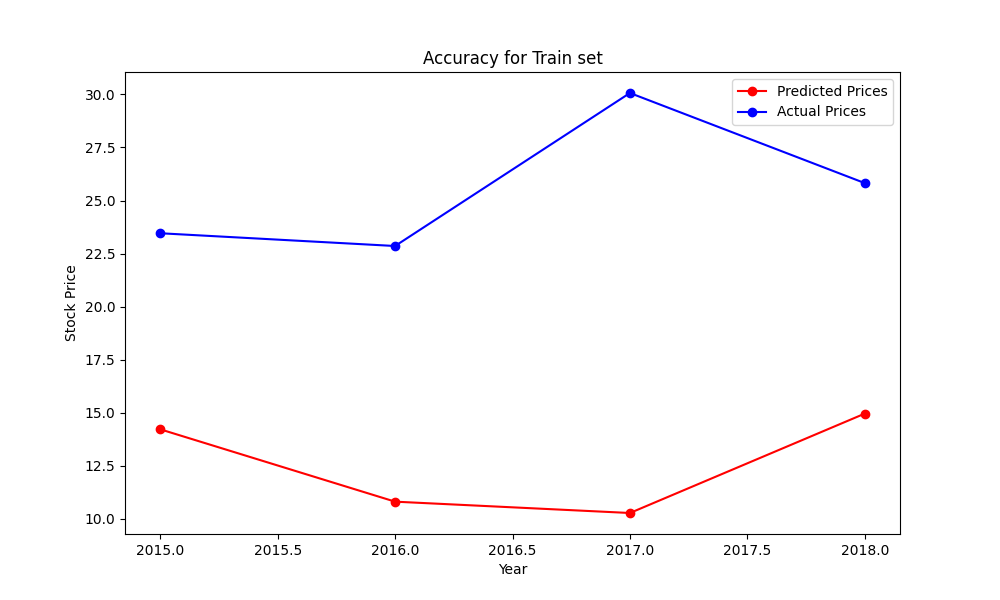 Accuracy for Train set
Predicted Prices
Actual Prices
Stock Price
30.0
27.5
25.0
22.5
20.0
17.5
15.0
12.5
10.0
2015.0 2015.5 2016.0 2016.5 2017.0 2017.5 2018.0
Year